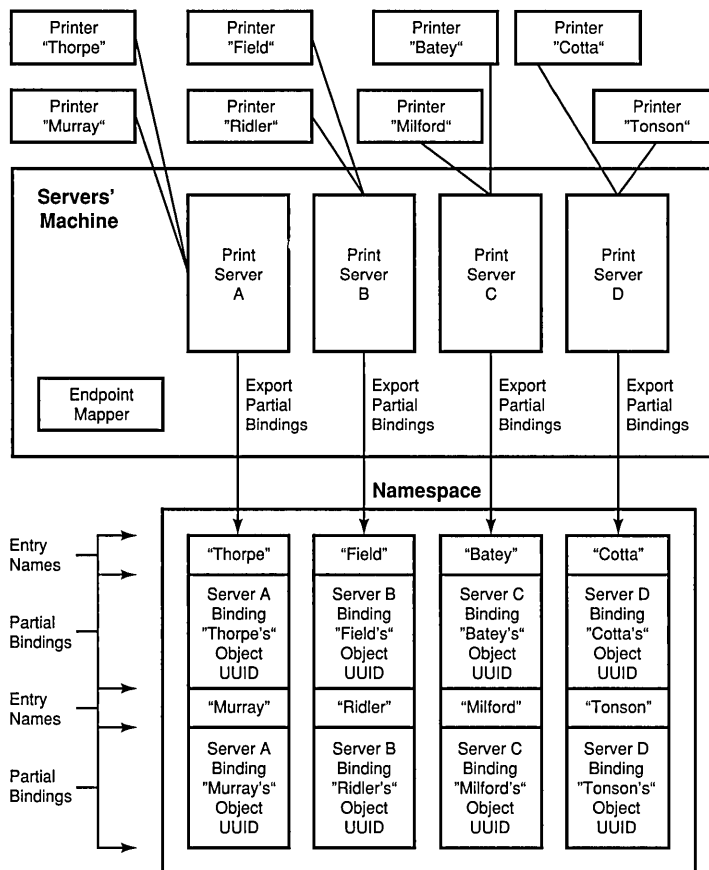 Printer
"Thorpe"
Printer
"Field"
Printer
"Batey"
Printer
"Cotta"
Printer
"Murray"
Printer
"Ridler"
Printer
"Milford"
Printer
"Tonson"
Servers'
Machine
Print
Server
A
Print
Server
B
Print
Server
C
Print
Server
D
Endpoint
Mapper
Export
Partial
Bindings
Export
Partial
Bindings
Export
Partial
Bindings
Export
Partial
Bindings
Namespace
Entry
Names
"Thorpe"
"Field"
"Batey"
"Cotta"
Partial
Bindings
Server A
Binding
"Thorpe's"
Object
UUID
Server B
Binding
"Field's"
Object
UUID
Server C
Binding
"Batey's"
Object
UUID
Server D
Binding
"Cotta's"
Object
UUID
Entry
Names
"Murray"
"Ridler"
"Milford"
"Tonson"
Partial
Bindings
Server A
Binding
"Murray's"
Object
UUID
Server B
Binding
"Ridler's"
Object
UUID
Server C
Binding
"Milford's"
Object
UUID
Server D
Binding
"Tonson's"
Object
UUID